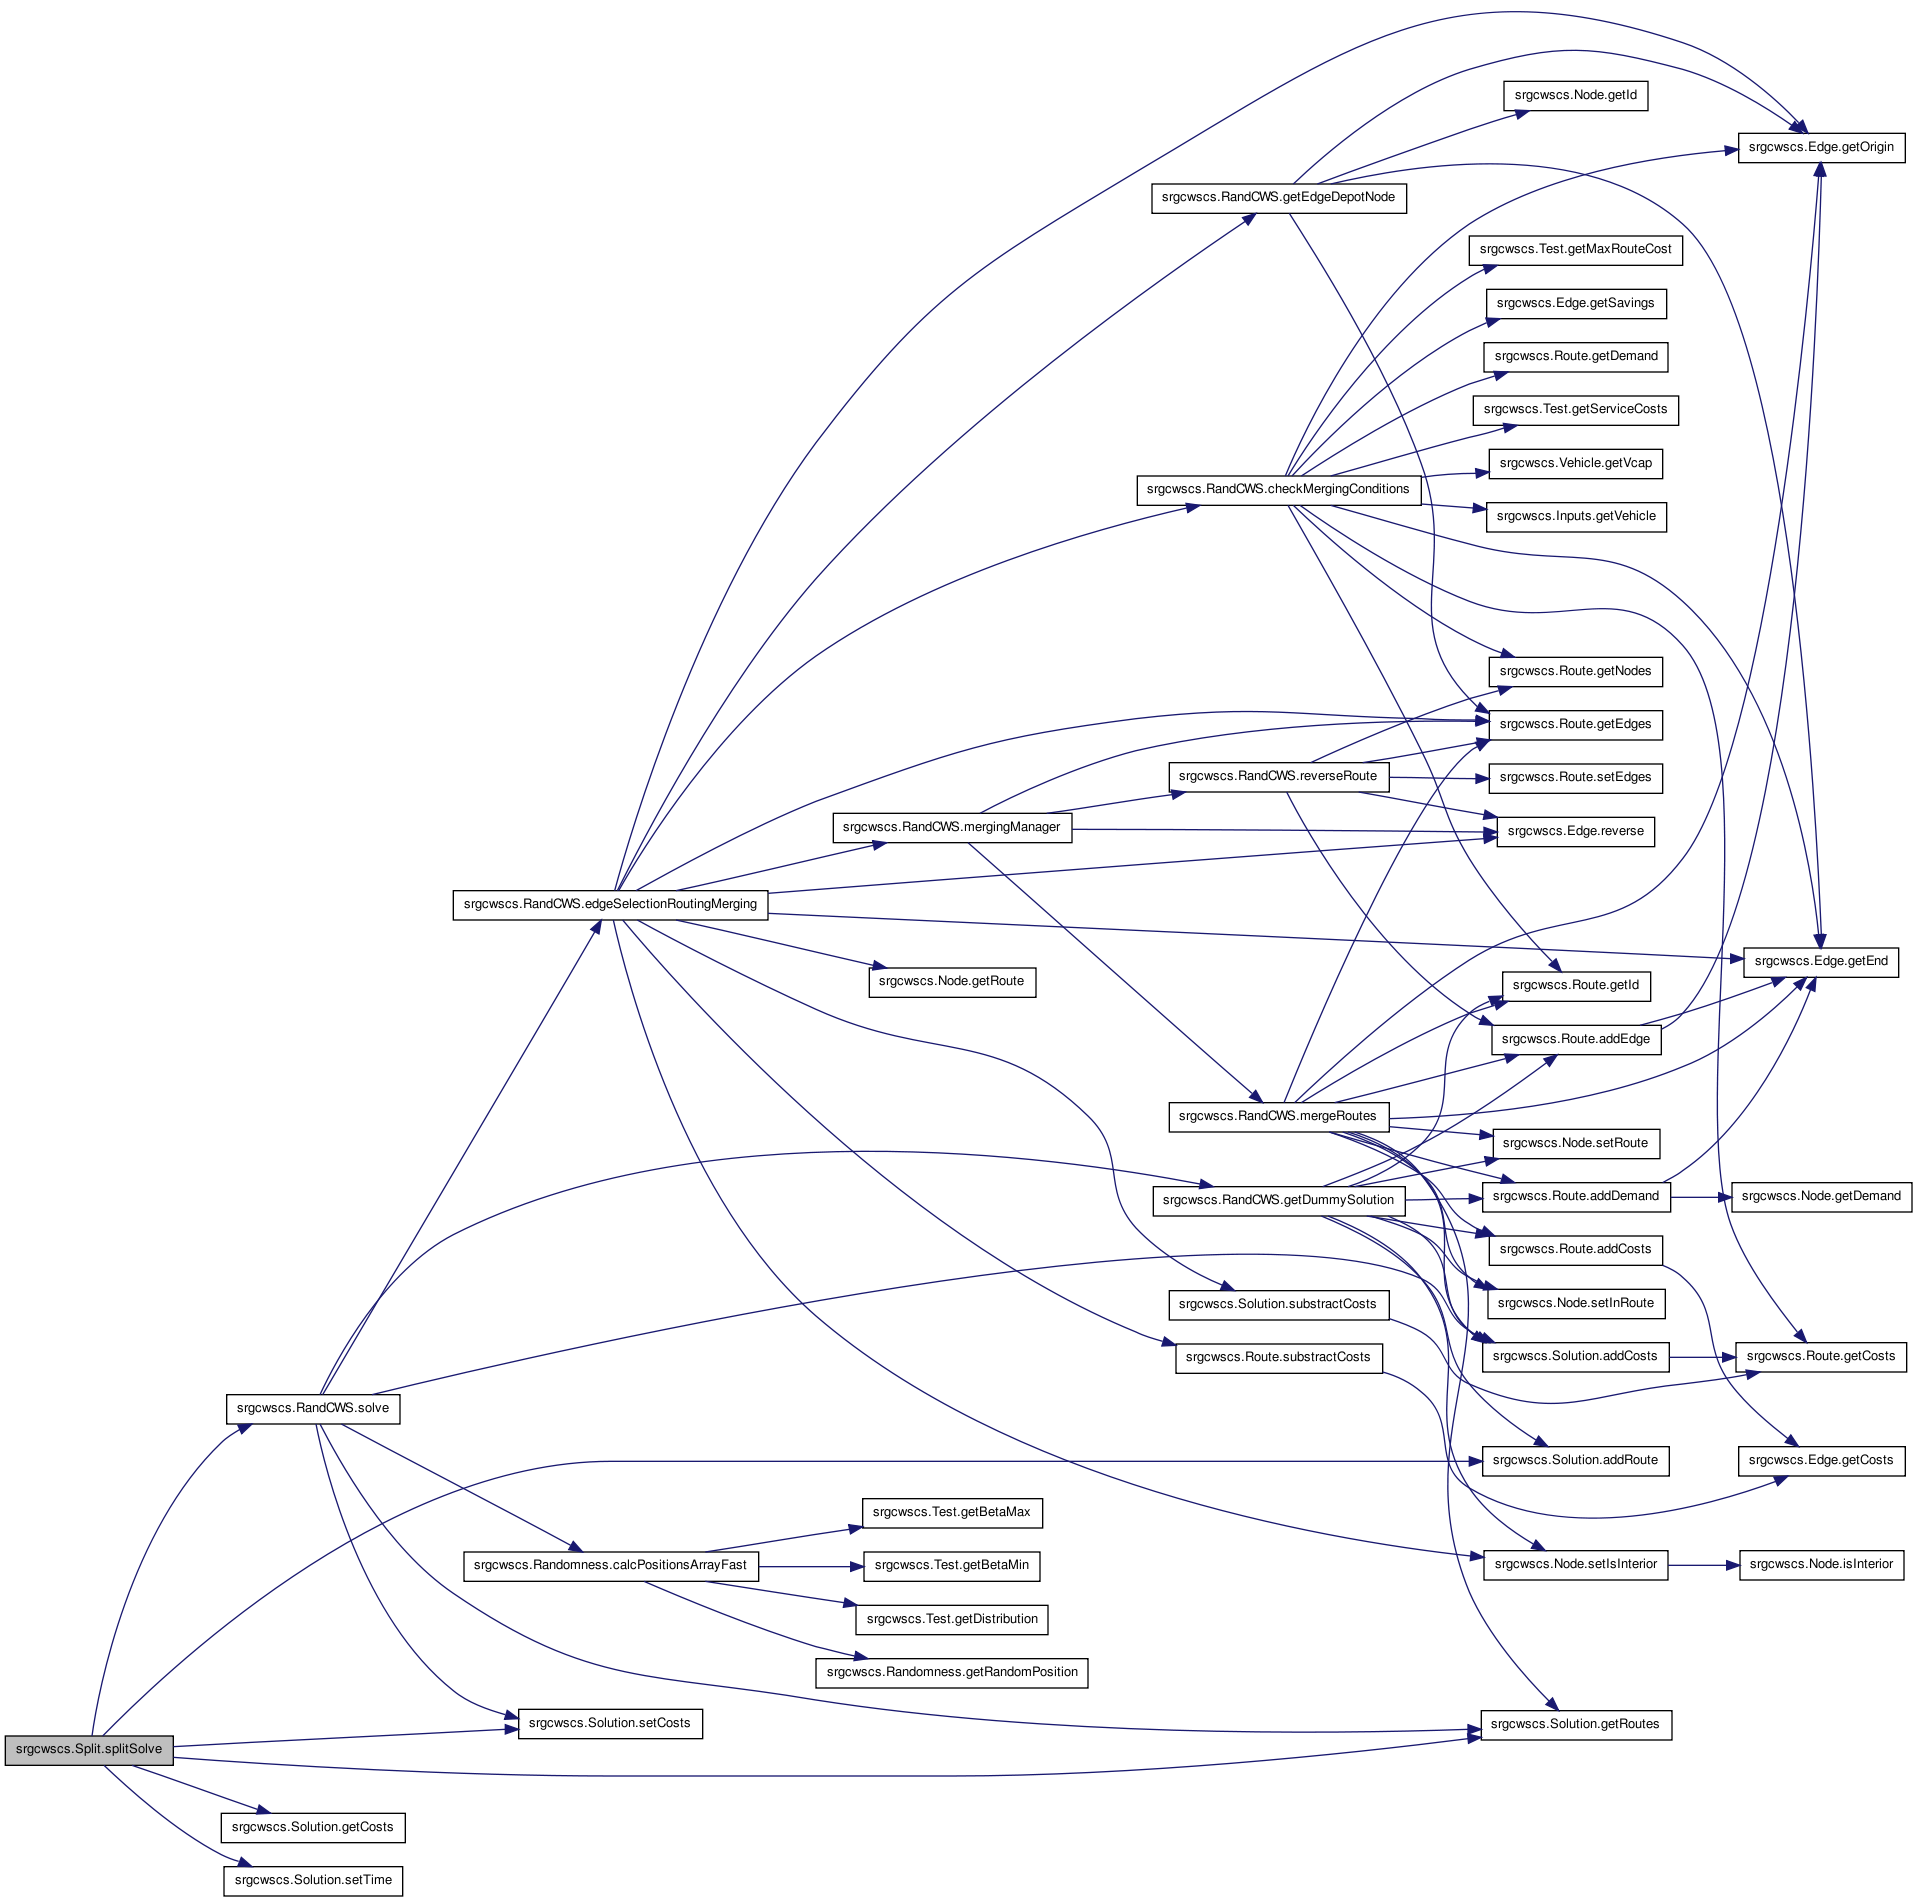 srgcwscs.Node.getId
srgcwscs.Edge.getOrigin
srgcwscs.RandCWS.getEdgeDepotNode
srgcwscs.Test.getMaxRouteCost
srgcwscs.Edge.getSavings
srgcwscs.Route.getDemand
srgcwscs.Test.getServiceCosts
srgcwscs.Vehicle.getVcap
srgcwscs.RandCWS.checkMergingConditions
srgcwscs.Inputs.getVehicle
srgcwscs.Route.getNodes
srgcwscs.Route.getEdges
srgcwscs.RandCWS.reverseRoute
srgcwscs.Route.setEdges
srgcwscs.RandCWS.mergingManager
srgcwscs.Edge.reverse
srgcwscs.RandCWS.edgeSelectionRoutingMerging
srgcwscs.Edge.getEnd
srgcwscs.Node.getRoute
srgcwscs.Route.getId
srgcwscs.Route.addEdge
srgcwscs.RandCWS.mergeRoutes
srgcwscs.Node.setRoute
srgcwscs.RandCWS.getDummySolution
srgcwscs.Route.addDemand
srgcwscs.Node.getDemand
srgcwscs.Route.addCosts
srgcwscs.Solution.substractCosts
srgcwscs.Node.setInRoute
srgcwscs.Route.substractCosts
srgcwscs.Solution.addCosts
srgcwscs.Route.getCosts
srgcwscs.RandCWS.solve
srgcwscs.Solution.addRoute
srgcwscs.Edge.getCosts
srgcwscs.Test.getBetaMax
srgcwscs.Randomness.calcPositionsArrayFast
srgcwscs.Test.getBetaMin
srgcwscs.Node.setIsInterior
srgcwscs.Node.isInterior
srgcwscs.Test.getDistribution
srgcwscs.Randomness.getRandomPosition
srgcwscs.Solution.setCosts
srgcwscs.Solution.getRoutes
srgcwscs.Split.splitSolve
srgcwscs.Solution.getCosts
srgcwscs.Solution.setTime